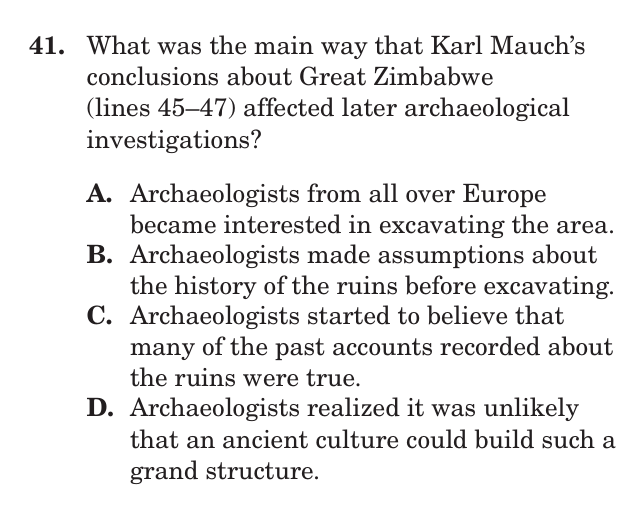 41. What was the main way that Karl Mauch’s
conclusions about Great Zimbabwe
(lines 45–47) affected later archaeological
investigations?
A. Archaeologists from all over Europe
became interested in excavating the area.
B. Archaeologists made assumptions about
the history of the ruins before excavating.
C. Archaeologists started to believe that
many of the past accounts recorded about
the ruins were true.
D. Archaeologists realized it was unlikely
that an ancient culture could build such a
grand structure.